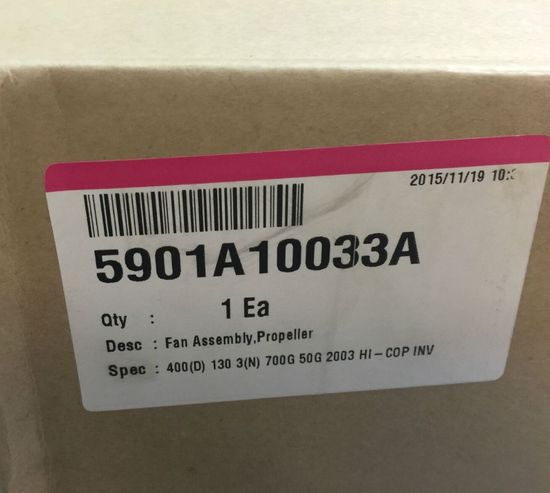 2015/11/19 10:
5901A10033A
Qty : 1 Ea
Desc : Fan Assembly,Propeller
Spec : 400(D) 130 3(N) 700G 50G 2003 HI-COP INV